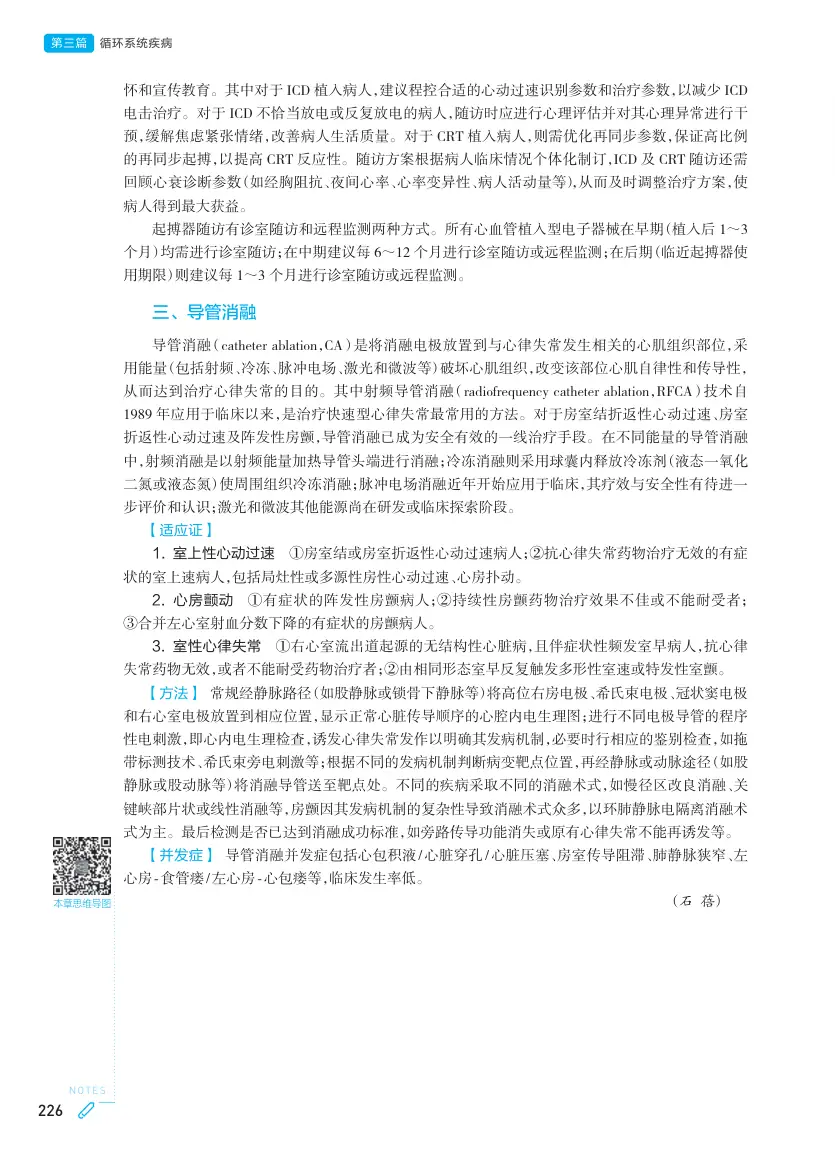 第三篇 循环系统疾病
怀和宣传教育。其中对于 ICD 植入病人,建议程控合适的心动过速识别参数和治疗参数,以减少 ICD
电击治疗。对于 ICD 不恰当放电或反复放电的病人,随访时应进行心理评估并对其心理异常进行干
预,缓解焦虑紧张情绪,改善病人生活质量。对于 CRT 植入病人,则需优化再同步参数,保证高比例
的再同步起搏,以提高 CRT 反应性。随访方案根据病人临床情况个体化制订,ICD 及 CRT 随访还需
回顾心衰诊断参数(如经胸阻抗、夜间心率、心率变异性、病人活动量等),从而及时调整治疗方案,使
病人得到最大获益。
起搏器随访有诊室随访和远程监测两种方式。所有心血管植入型电子器械在早期(植入后 1～3
个月)均需进行诊室随访;在中期建议每 6～12 个月进行诊室随访或远程监测;在后期(临近起搏器使
用期限)则建议每 1～3 个月进行诊室随访或远程监测。
三、导管消融
导管消融(catheter ablation,CA)是将消融电极放置到与心律失常发生相关的心肌组织部位,采
用能量(包括射频、冷冻、脉冲电场、激光和微波等)破坏心肌组织,改变该部位心肌自律性和传导性,
从而达到治疗心律失常的目的。其中射频导管消融(radiofrequency catheter ablation,RFCA)技术自
1989 年应用于临床以来,是治疗快速型心律失常最常用的方法。对于房室结折返性心动过速、房室
折返性心动过速及阵发性房颤,导管消融已成为安全有效的一线治疗手段。在不同能量的导管消融
中,射频消融是以射频能量加热导管头端进行消融;冷冻消融则采用球囊内释放冷冻剂(液态一氧化
二氮或液态氮)使周围组织冷冻消融;脉冲电场消融近年开始应用于临床,其疗效与安全性有待进一
步评价和认识;激光和微波其他能源尚在研发或临床探索阶段。
【适应证】
1. 室上性心动过速 ①房室结或房室折返性心动过速病人;②抗心律失常药物治疗无效的有症
状的室上速病人,包括局灶性或多源性房性心动过速、心房扑动。
2. 心房颤动 ①有症状的阵发性房颤病人;②持续性房颤药物治疗效果不佳或不能耐受者;
③合并左心室射血分数下降的有症状的房颤病人。
3. 室性心律失常 ①右心室流出道起源的无结构性心脏病,且伴症状性频发室早病人,抗心律
失常药物无效,或者不能耐受药物治疗者;②由相同形态室早反复触发多形性室速或特发性室颤。
【方法】 常规经静脉路径(如股静脉或锁骨下静脉等)将高位右房电极、希氏束电极、冠状窦电极
和右心室电极放置到相应位置,显示正常心脏传导顺序的心腔内电生理图;进行不同电极导管的程序
性电刺激,即心内电生理检查,诱发心律失常发作以明确其发病机制,必要时行相应的鉴别检查,如拖
带标测技术、希氏束旁电刺激等;根据不同的发病机制判断病变靶点位置,再经静脉或动脉途径(如股
静脉或股动脉等)将消融导管送至靶点处。不同的疾病采取不同的消融术式,如慢径区改良消融、关
键峡部片状或线性消融等,房颤因其发病机制的复杂性导致消融术式众多,以环肺静脉电隔离消融术
式为主。最后检测是否已达到消融成功标准,如旁路传导功能消失或原有心律失常不能再诱发等。
【并发症】 导管消融并发症包括心包积液/心脏穿孔/心脏压塞、房室传导阻滞、肺静脉狭窄、左
心房-食管瘘/左心房-心包瘘等,临床发生率低。
(石 蓓)
本章思维导图
NOTES
226